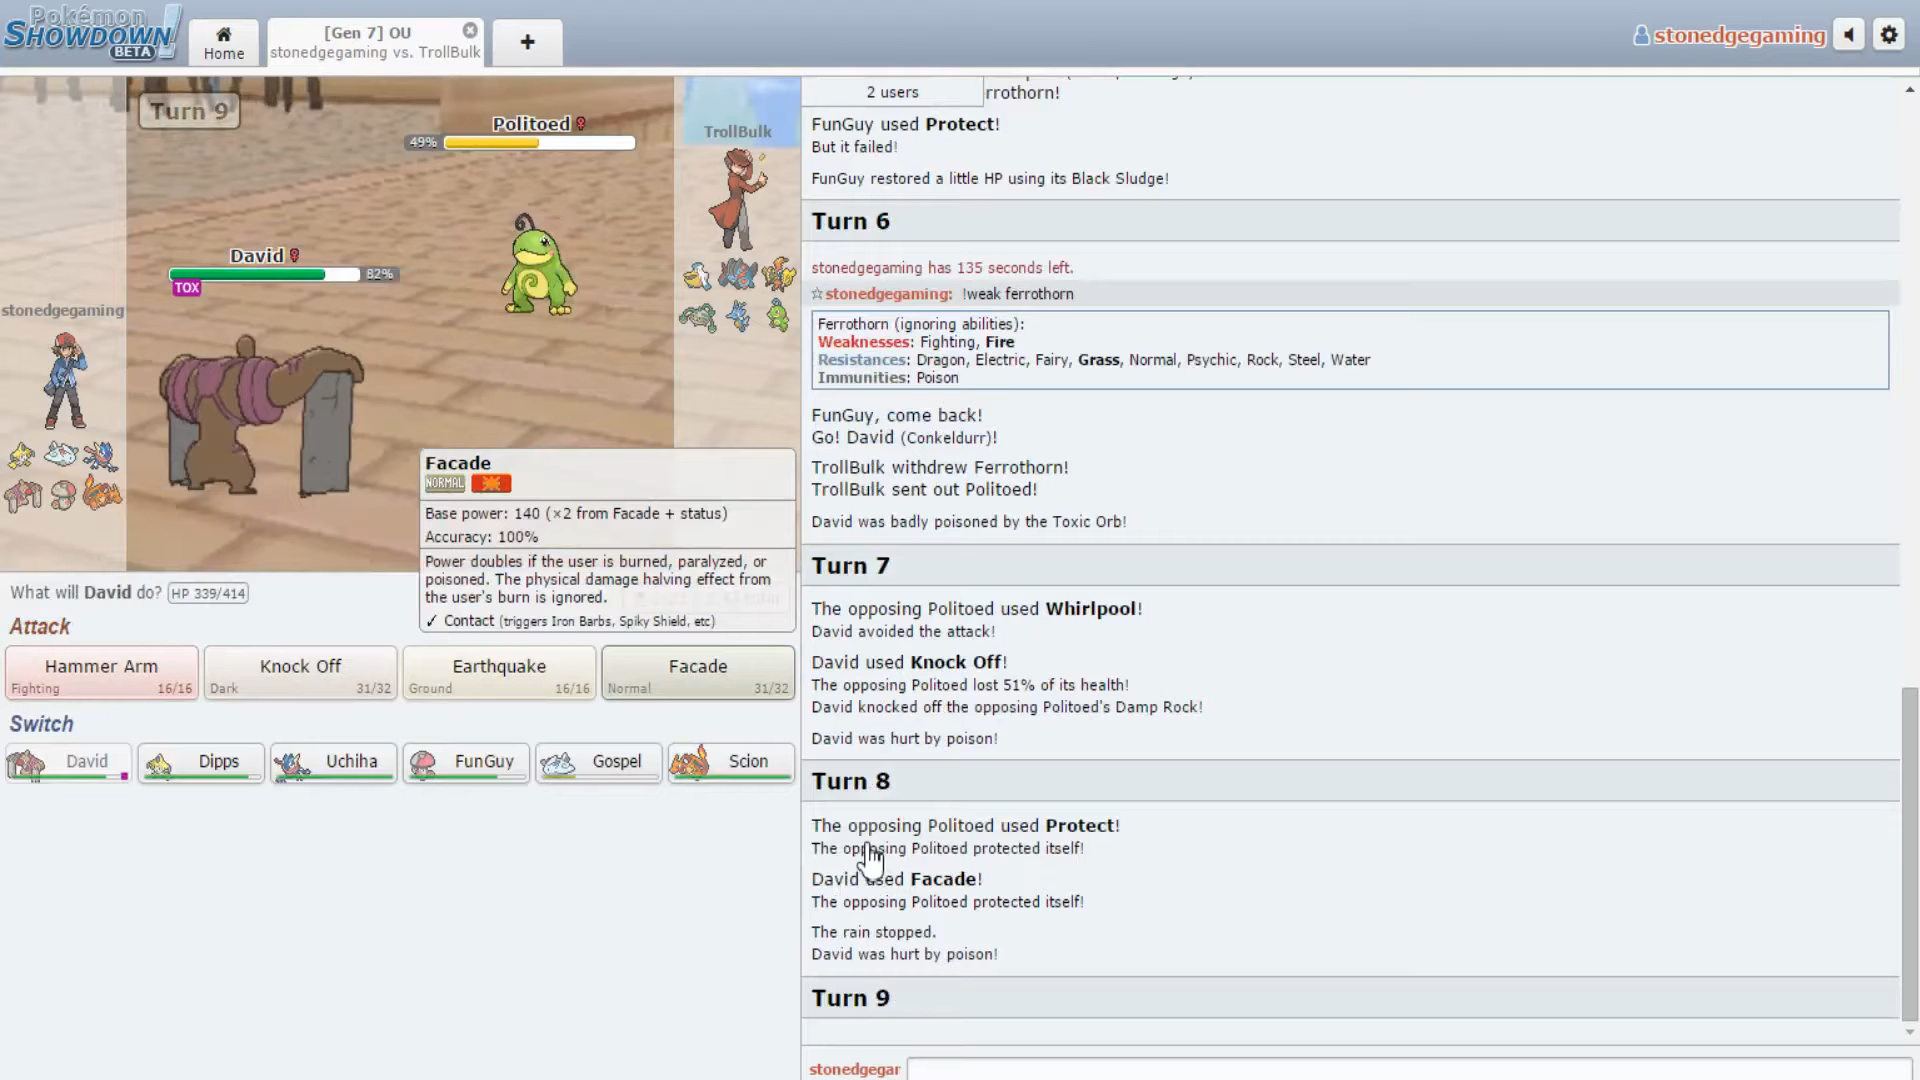 Pokémon
SHOWDOWN!
BETA
Home
[Gen 7] OU
stonedgegaming vs. TrollBulk
+
stonedgegaming
Turn 9
Politoed ♀
49%
David ♀
82%
TOX
stonedgegaming
TrollBulk
Facade
NORMAL
Base power: 140 (×2 from Facade + status)
Accuracy: 100%
Power doubles if the user is burned, paralyzed, or
poisoned. The physical damage halving effect from
the user's burn is ignored.
✓ Contact (triggers Iron Barbs, Spiky Shield, etc)
What will David do? HP 339/414
Attack
Hammer Arm
Fighting 16/16
Knock Off
Dark 31/32
Earthquake
Ground 16/16
Facade
Normal 31/32
Switch
David
Dipps
Uchiha
FunGuy
Gospel
Scion
2 users
rrothorn!
FunGuy used Protect!
But it failed!
FunGuy restored a little HP using its Black Sludge!
Turn 6
stonedgegaming has 135 seconds left.
☆stonedgegaming: !weak ferrothorn
Ferrothorn (ignoring abilities):
Weaknesses: Fighting, Fire
Resistances: Dragon, Electric, Fairy, Grass, Normal, Psychic, Rock, Steel, Water
Immunities: Poison
FunGuy, come back!
Go! David (Conkeldurr)!
TrollBulk withdrew Ferrothorn!
TrollBulk sent out Politoed!
David was badly poisoned by the Toxic Orb!
Turn 7
The opposing Politoed used Whirlpool!
David avoided the attack!
David used Knock Off!
The opposing Politoed lost 51% of its health!
David knocked off the opposing Politoed's Damp Rock!
David was hurt by poison!
Turn 8
The opposing Politoed used Protect!
The opposing Politoed protected itself!
David used Facade!
The opposing Politoed protected itself!
The rain stopped.
David was hurt by poison!
Turn 9
stonedgegar